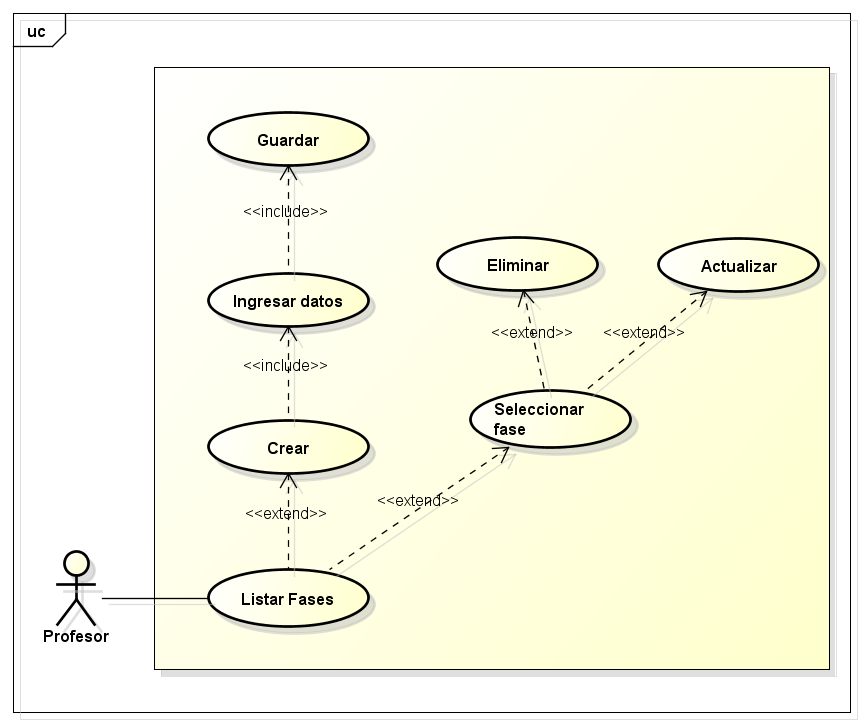 uc
Guardar
<<include>>
Eliminar
Actualizar
Ingresar datos
<<extend>>
<<extend>>
<<include>>
Seleccionar
fase
Crear
<<extend>>
<<extend>>
Listar Fases
Profesor